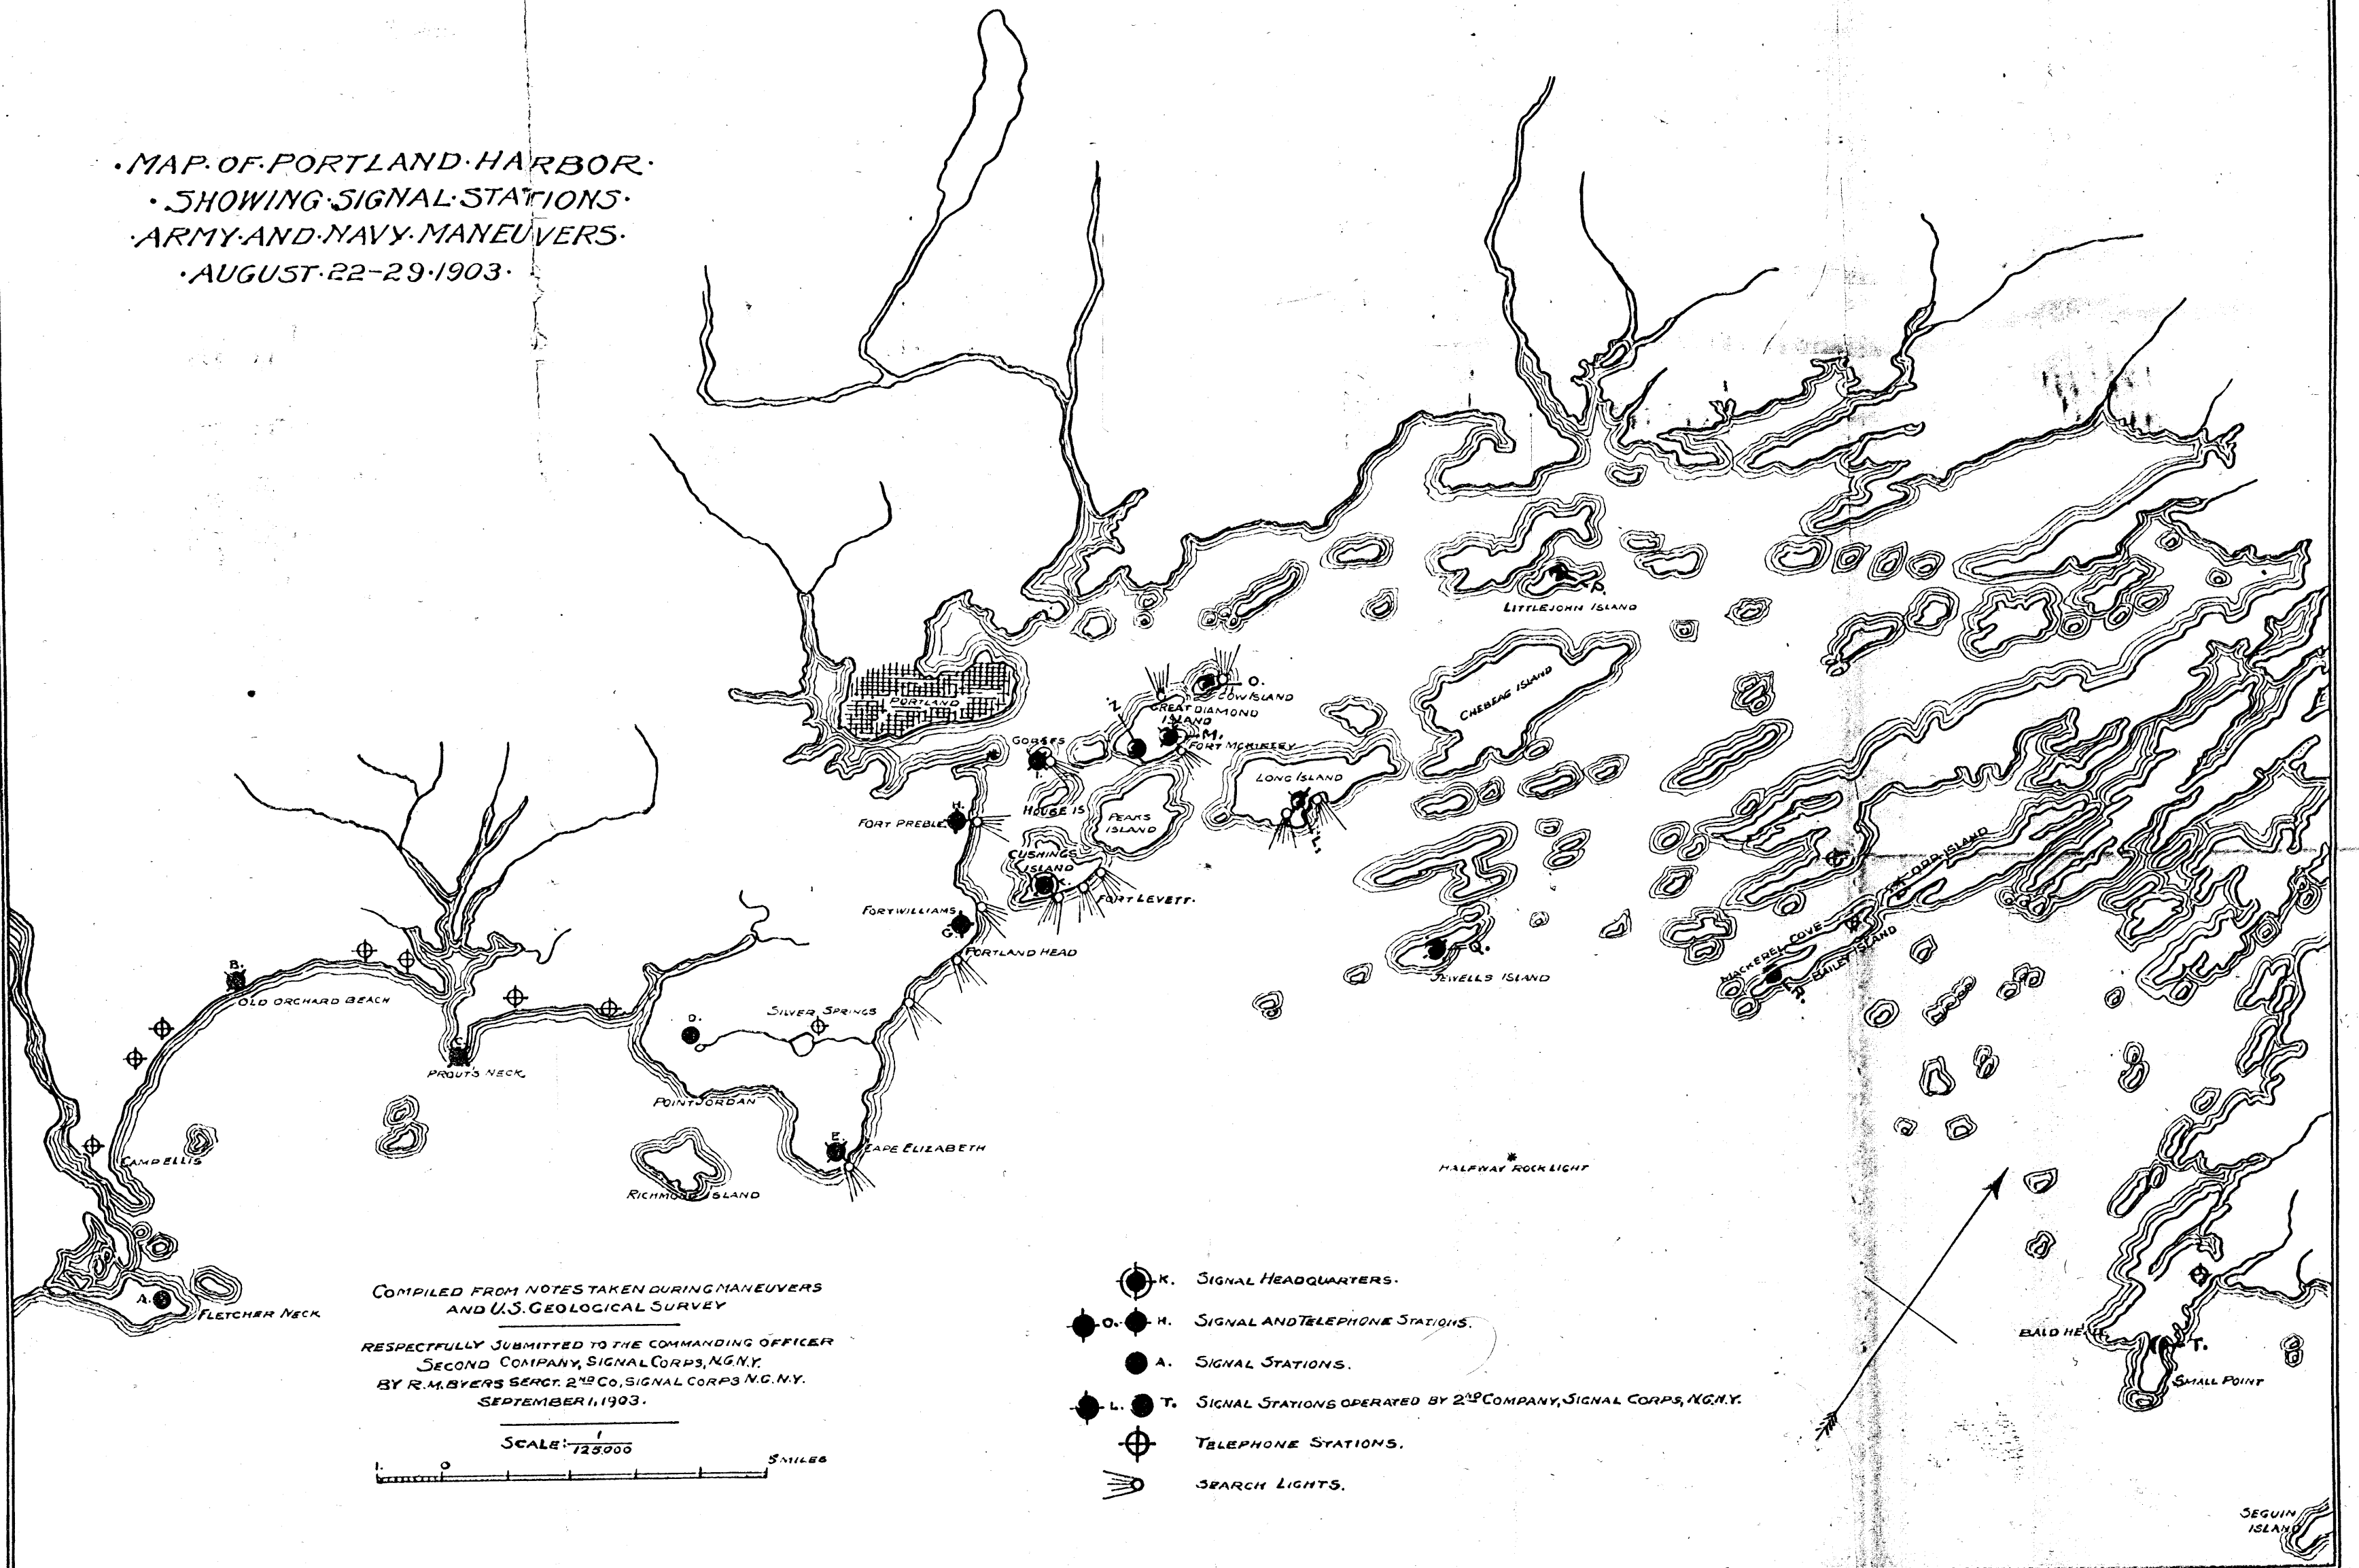 ·MAP·OF·PORTLAND·HARBOR·
·SHOWING·SIGNAL·STATIONS·
·ARMY·AND·NAVY·MANEUVERS·
·AUGUST·22-29·1903·
PORTLAND
LITTLEJOHN ISLAND
P.
CHEBEAG ISLAND
O.
COW ISLAND
GREAT DIAMOND
ISLAND
N.
M.
FORT MCKINLEY
GORGES
I.
LONG ISLAND
L.
HOUSE IS
PEAKS
ISLAND
H.
FORT PREBLE
CUSHINGS
ISLAND
K.
FORT LEVETT.
FORT WILLIAMS
G.
PORTLAND HEAD
Q.
JEWELLS ISLAND
ORR ISLAND
MACKEREL COVE
BAILEY ISLAND
R.
B.
OLD ORCHARD BEACH
C.
PROUT'S NECK
D.
SILVER SPRINGS
POINT JORDAN
E.
CAPE ELIZABETH
RICHMOND ISLAND
CAMP ELLIS
A.
FLETCHER NECK
HALFWAY ROCK LIGHT
BALD HEAD
T.
SMALL POINT
SEGUIN
ISLAND
COMPILED FROM NOTES TAKEN DURING MANEUVERS
AND U.S. GEOLOGICAL SURVEY
RESPECTFULLY SUBMITTED TO THE COMMANDING OFFICER
SECOND COMPANY, SIGNAL CORPS, N.G.N.Y.
BY R.M. BYERS SERGT. 2ND CO, SIGNAL CORPS N.G.N.Y.
SEPTEMBER 1, 1903.
SCALE: 1/125000
1. 0 5 MILES
K. SIGNAL HEADQUARTERS.
O. H. SIGNAL AND TELEPHONE STATIONS.
A. SIGNAL STATIONS.
L. T. SIGNAL STATIONS OPERATED BY 2ND COMPANY, SIGNAL CORPS, N.G.N.Y.
TELEPHONE STATIONS.
SEARCH LIGHTS.